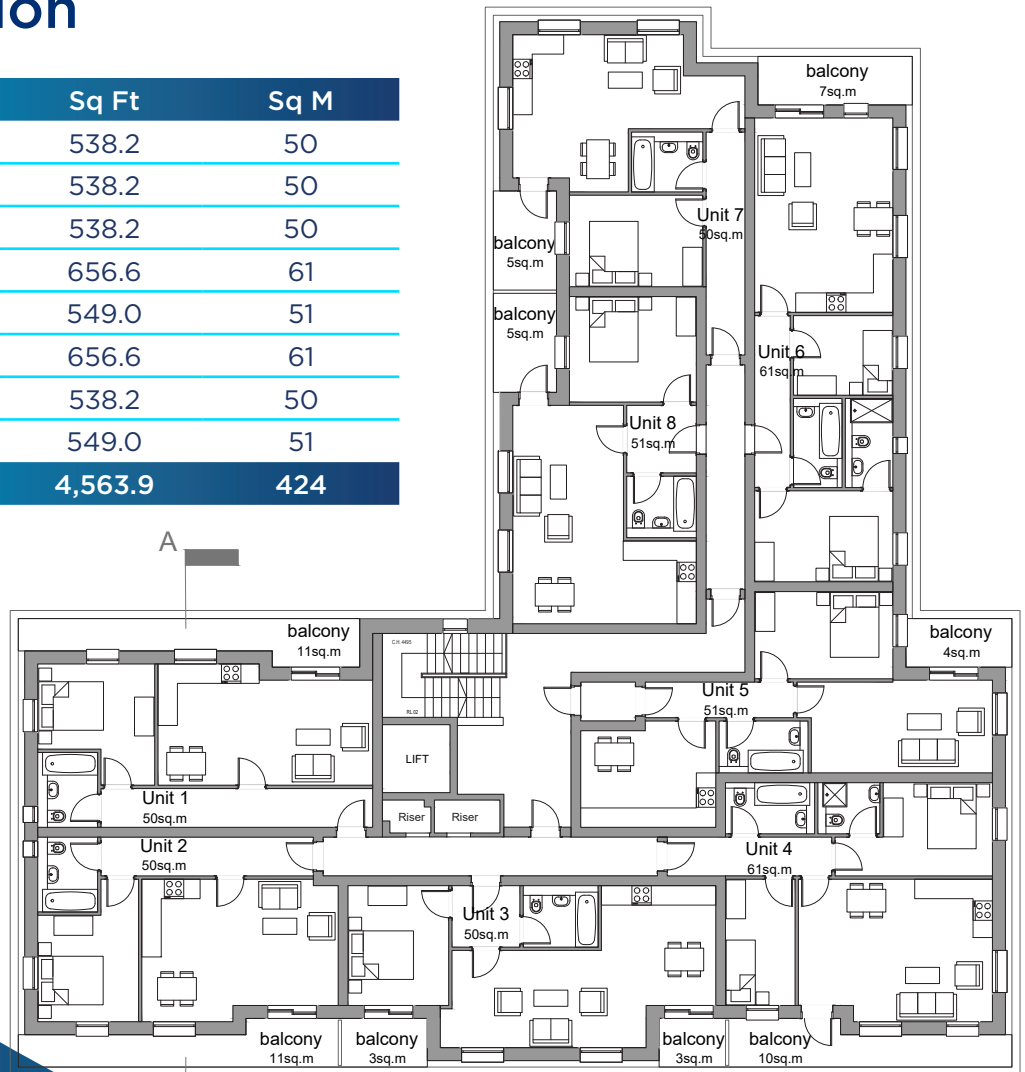 Sq Ft Sq M
538.2 50
538.2 50
538.2 50
656.6 61
549.0 51
656.6 61
538.2 50
549.0 51
4,563.9 424
A
balcony
7sq.m
Unit 7
50sq.m
balcony
5sq.m
balcony
5sq.m
Unit 6
61sq.m
Unit 8
51sq.m
balcony
11sq.m
balcony
4sq.m
Unit 5
51sq.m
LIFT
Riser
Riser
Unit 1
50sq.m
Unit 2
50sq.m
Unit 4
61sq.m
Unit 3
50sq.m
balcony
11sq.m
balcony
3sq.m
balcony
3sq.m
balcony
10sq.m